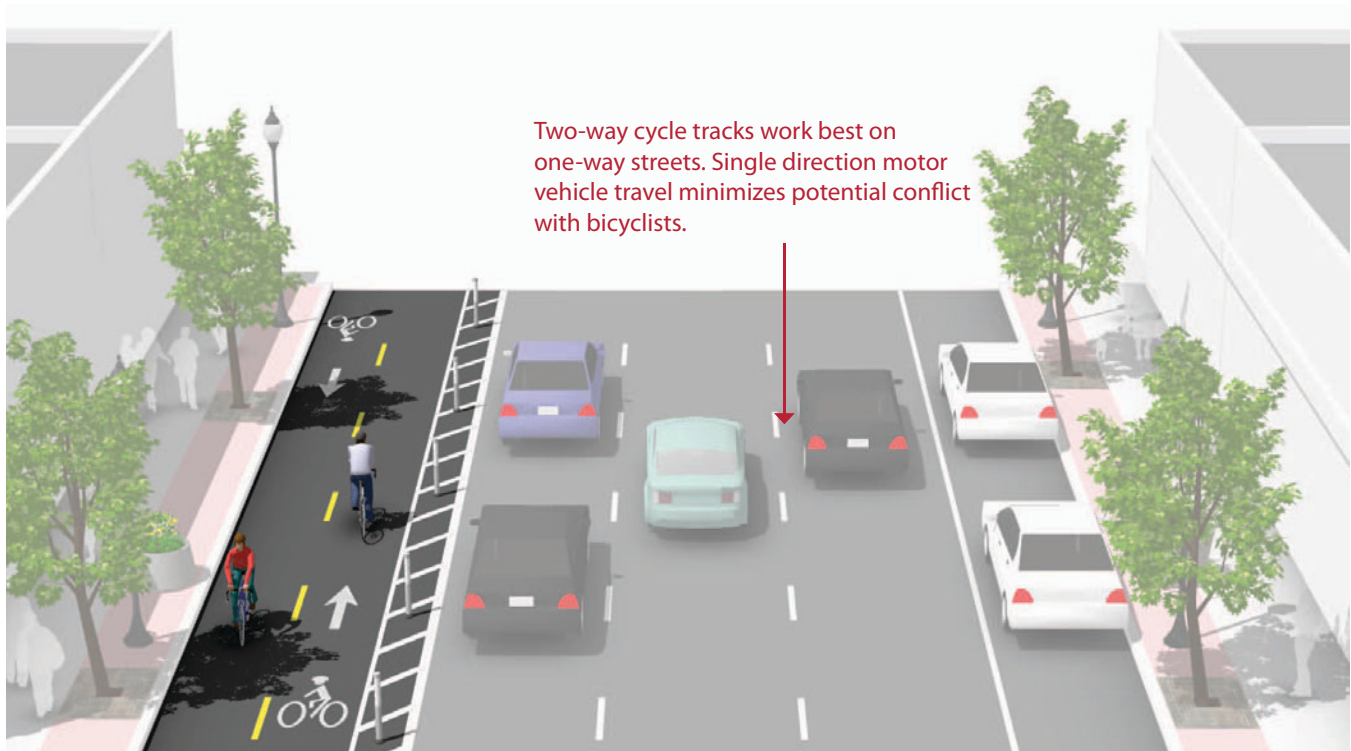 Two-way cycle tracks work best on
one-way streets. Single direction motor
vehicle travel minimizes potential conflict
with bicyclists.